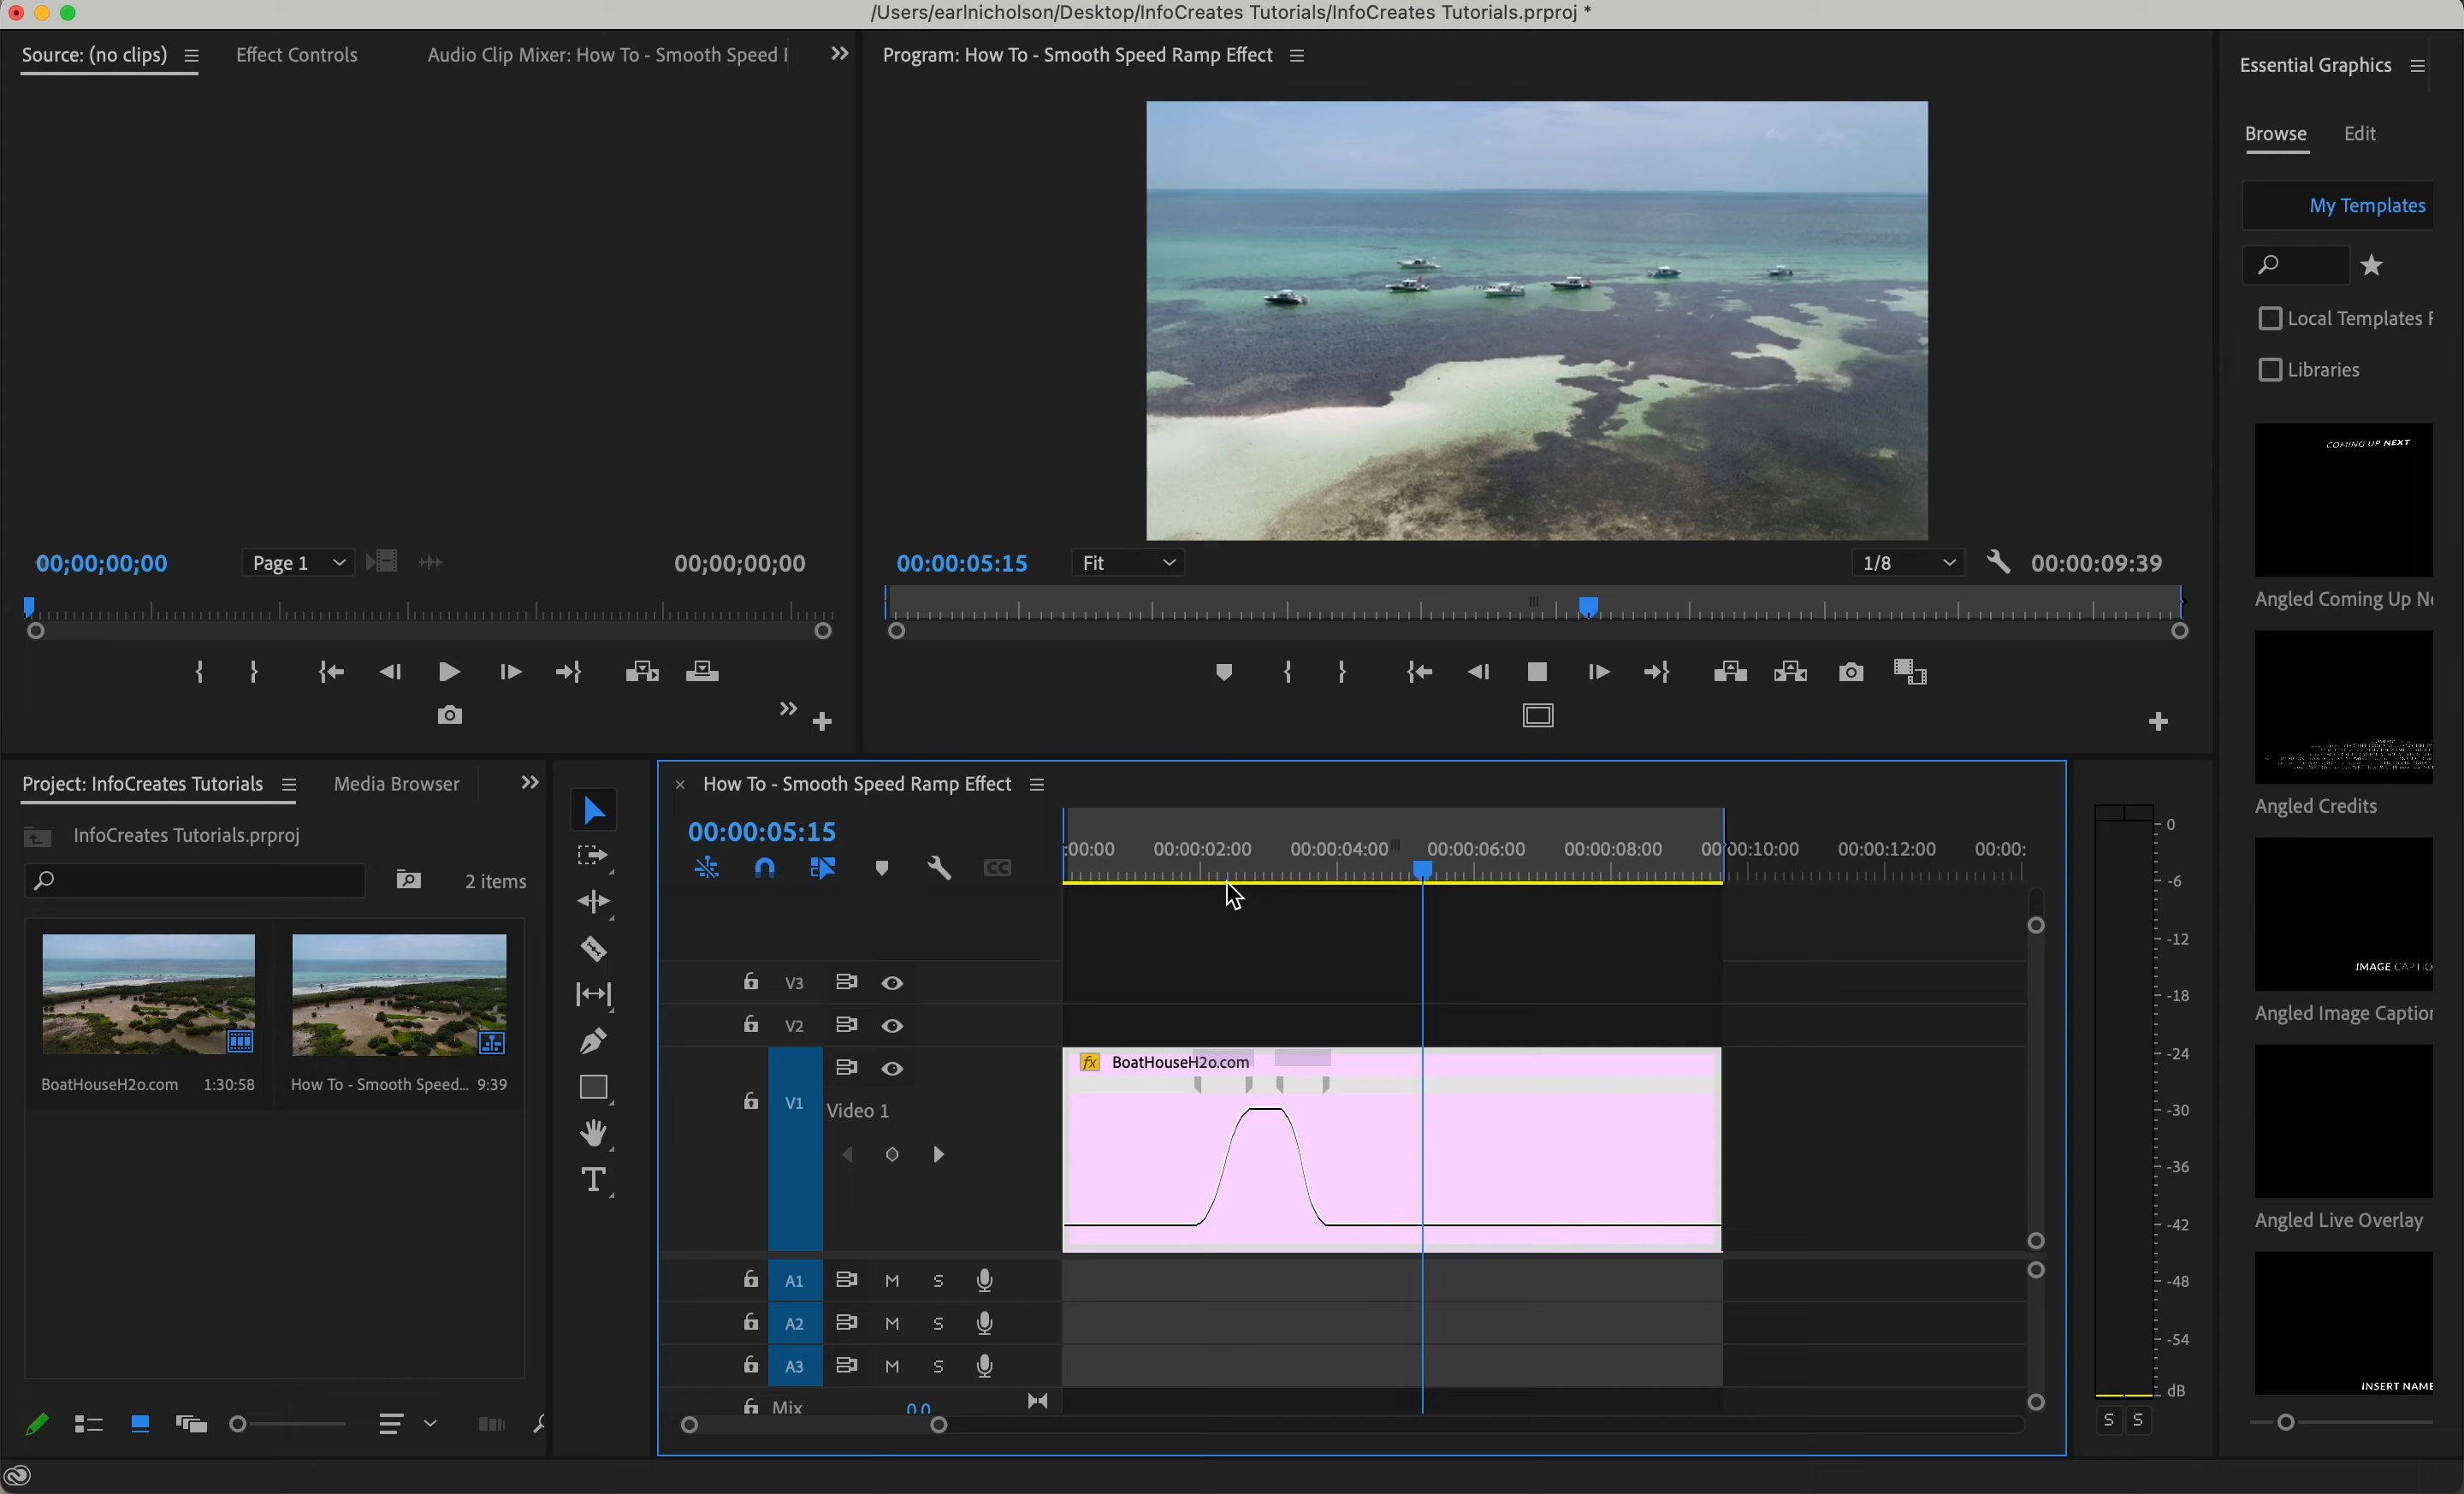 /Users/earlnicholson/Desktop/InfoCreates Tutorials/InfoCreates Tutorials.prproj *
Source: (no clips)
Effect Controls
Audio Clip Mixer: How To - Smooth Speed
Program: How To - Smooth Speed Ramp Effect
Essential Graphics
Browse
Edit
My Templates
Local Templates F
Libraries
COMING UP NEXT
Angled Coming Up Ne
Angled Credits
IMAGE CAPTIO
Angled Image Caption
Angled Live Overlay
INSERT NAME
00;00;00;00
Page 1
00;00;00;00
00:00:05:15
Fit
1/8
00:00:09:39
Project: InfoCreates Tutorials
Media Browser
InfoCreates Tutorials.prproj
2 items
BoatHouseH2o.com 1:30:58
How To - Smooth Speed... 9:39
T
How To - Smooth Speed Ramp Effect
00:00:05:15
CC
:00:00 00:00:02:00 00:00:04:00 00:00:06:00 00:00:08:00 00:00:10:00 00:00:12:00 00:00:
V3
V2
V1
Video 1
fx BoatHouseH2o.com
A1 M S
A2 M S
A3 M S
Mix 0.0
0
-6
-12
-18
-24
-30
-36
-42
-48
-54
dB
S S